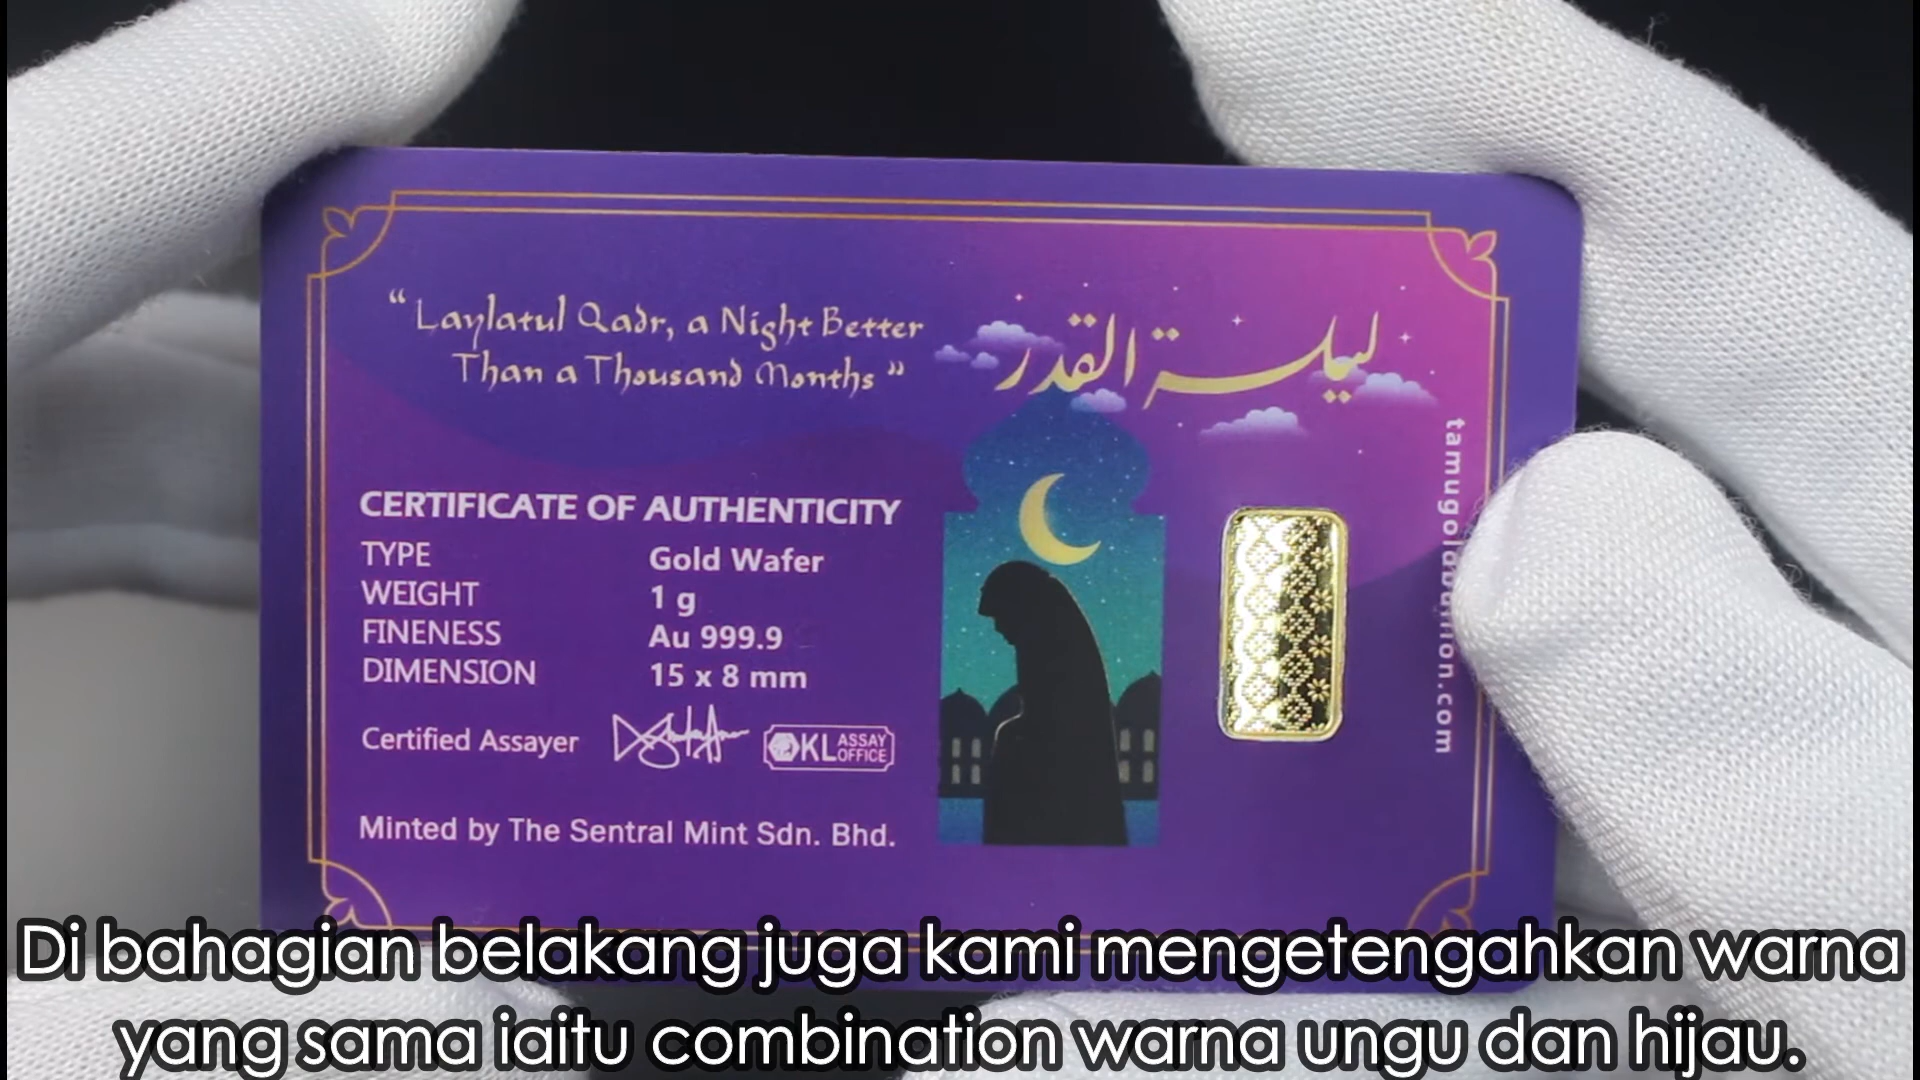 “Laylatul Qadr, a Night Better
Than a Thousand Months”
ليلة القدر
CERTIFICATE OF AUTHENTICITY
TYPE Gold Wafer
WEIGHT 1 g
FINENESS Au 999.9
DIMENSION 15 x 8 mm
Certified Assayer
KL ASSAY
OFFICE
Minted by The Sentral Mint Sdn. Bhd.
tamugoldbullion.com
Di bahagian belakang juga kami mengetengahkan warna
yang sama iaitu combination warna ungu dan hijau.